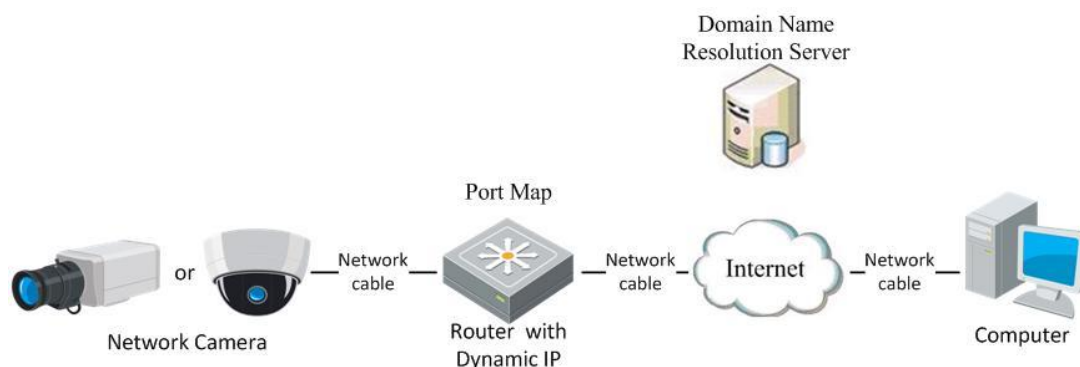 Domain Name
Resolution Server
Port Map
or
Network
cable
Network
cable
Internet
Network
cable
Network Camera
Router with
Dynamic IP
Computer